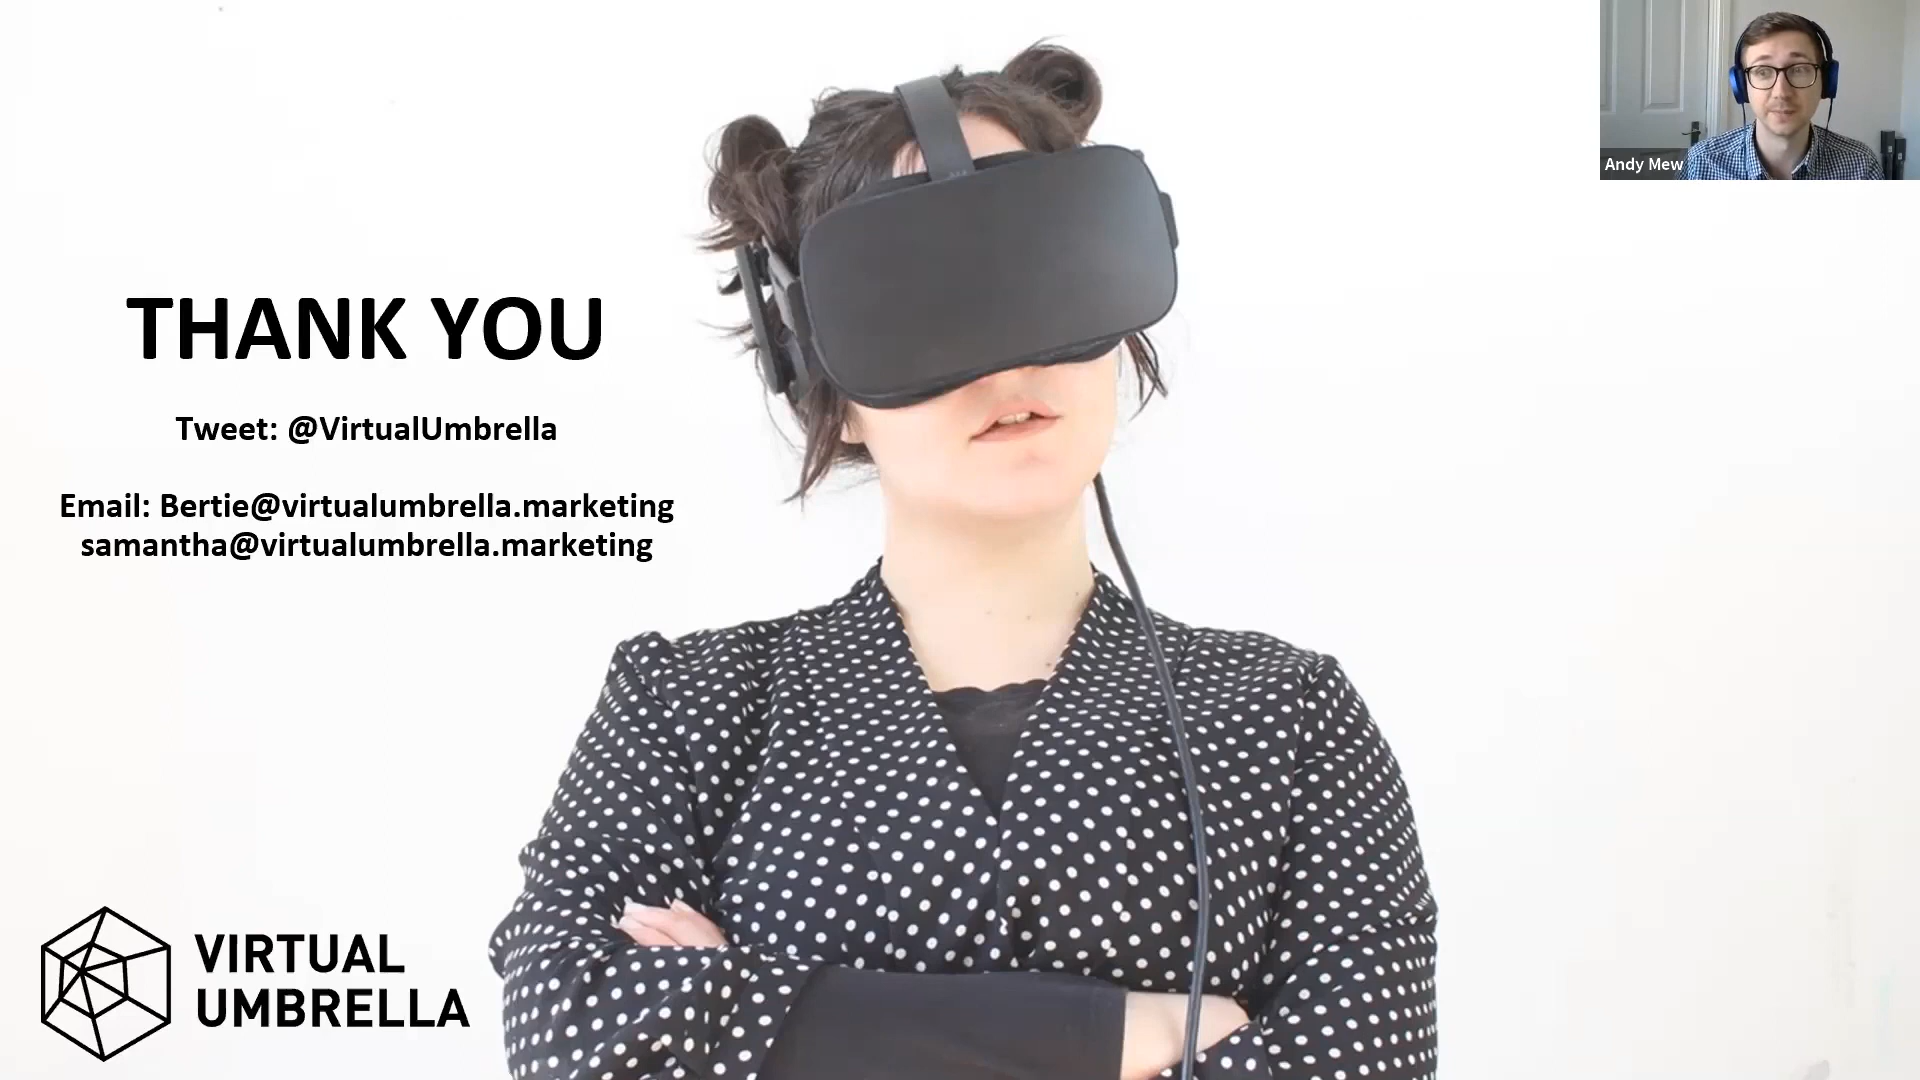 Andy Mew
THANK YOU
Tweet: @VirtualUmbrella
Email: Bertie@virtualumbrella.marketing
samantha@virtualumbrella.marketing
VIRTUAL
UMBRELLA